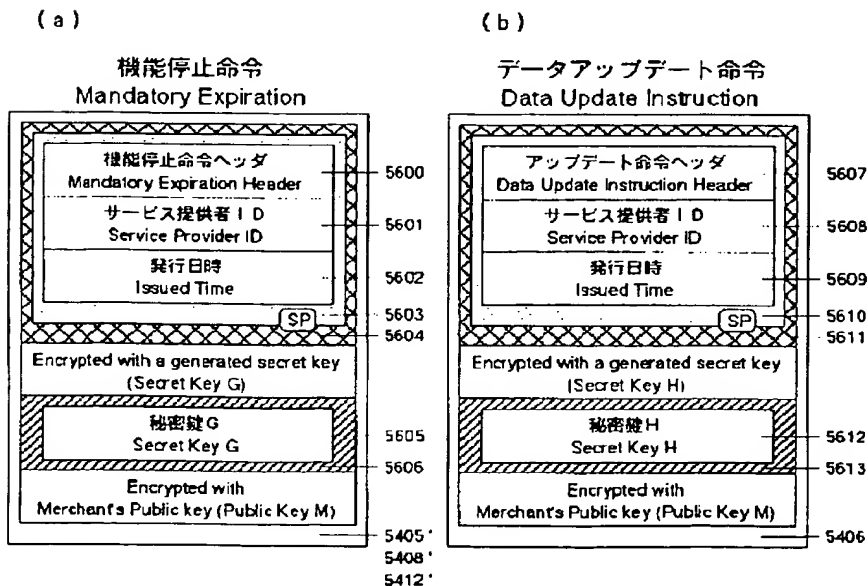 (a)
機能停止命令
Mandatory Expiration
機能停止命令ヘッダ
Mandatory Expiration Header
サービス提供者ID
Service Provider ID
発行日時
Issued Time
SP
Encrypted with a generated secret key
(Secret Key G)
秘密鍵G
Secret Key G
Encrypted with
Merchant's Public key (Public Key M)
5600
5601
5602
5603
5604
5605
5606
5405'
5408'
5412'
(b)
データアップデート命令
Data Update Instruction
アップデート命令ヘッダ
Data Update Instruction Header
サービス提供者ID
Service Provider ID
発行日時
Issued Time
SP
Encrypted with a generated secret key
(Secret Key H)
秘密鍵H
Secret Key H
Encrypted with
Merchant's Public key (Public Key M)
5607
5608
5609
5610
5611
5612
5613
5406